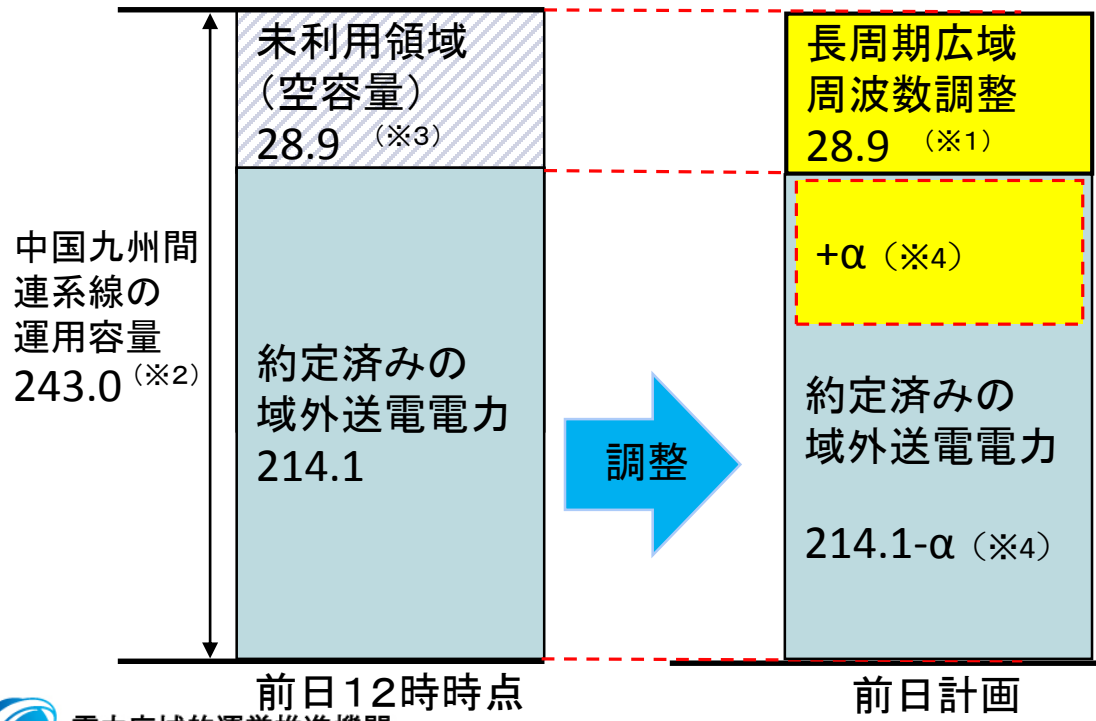 未利用領域
（空容量）
28.9 （※3）
約定済みの
域外送電電力
214.1
中国九州間
連系線の
運用容量
243.0（※2）
調整
長周期広域
周波数調整
28.9 （※1）
+α（※4）
約定済みの
域外送電電力
214.1-α（※4）
前日１２時時点
前日計画